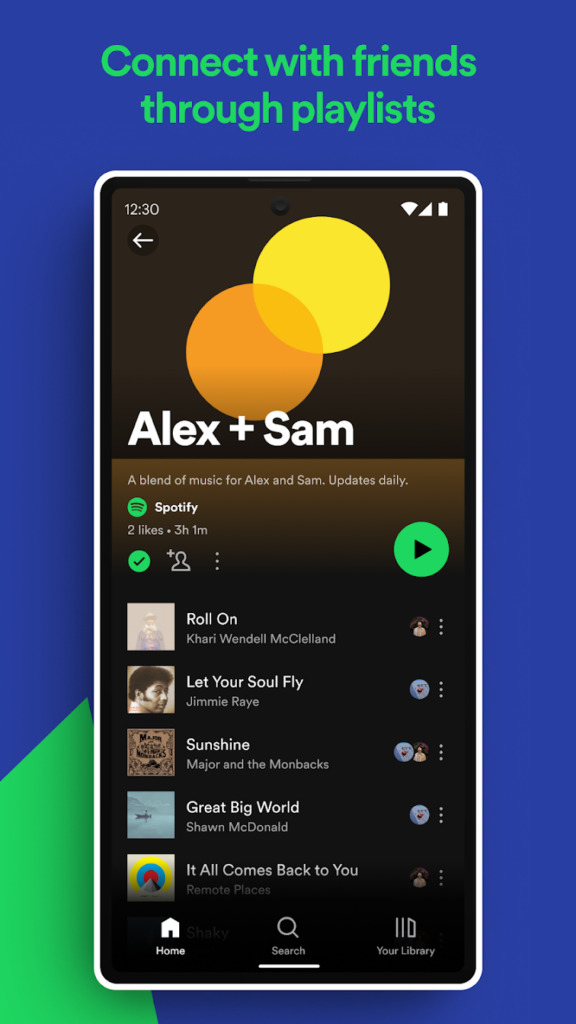 Connect with friends
through playlists
12:30
Alex + Sam
A blend of music for Alex and Sam. Updates daily.
Spotify
2 likes • 3h 1m
Roll On
Khari Wendell McClelland
Let Your Soul Fly
Jimmie Raye
MAJOR
MONBACKS
Sunshine
Major and the Monbacks
Great Big World
Shawn McDonald
It All Comes Back to You
Remote Places
Shaky
Home
Search
Your Library